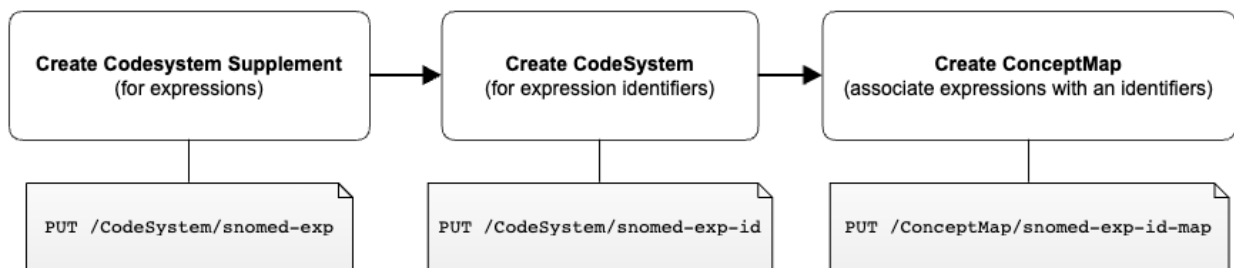 Create Codesystem Supplement
(for expressions)
Create CodeSystem
(for expression identifiers)
Create ConceptMap
(associate expressions with an identifiers)
PUT /CodeSystem/snomed-exp
PUT /CodeSystem/snomed-exp-id
PUT /ConceptMap/snomed-exp-id-map